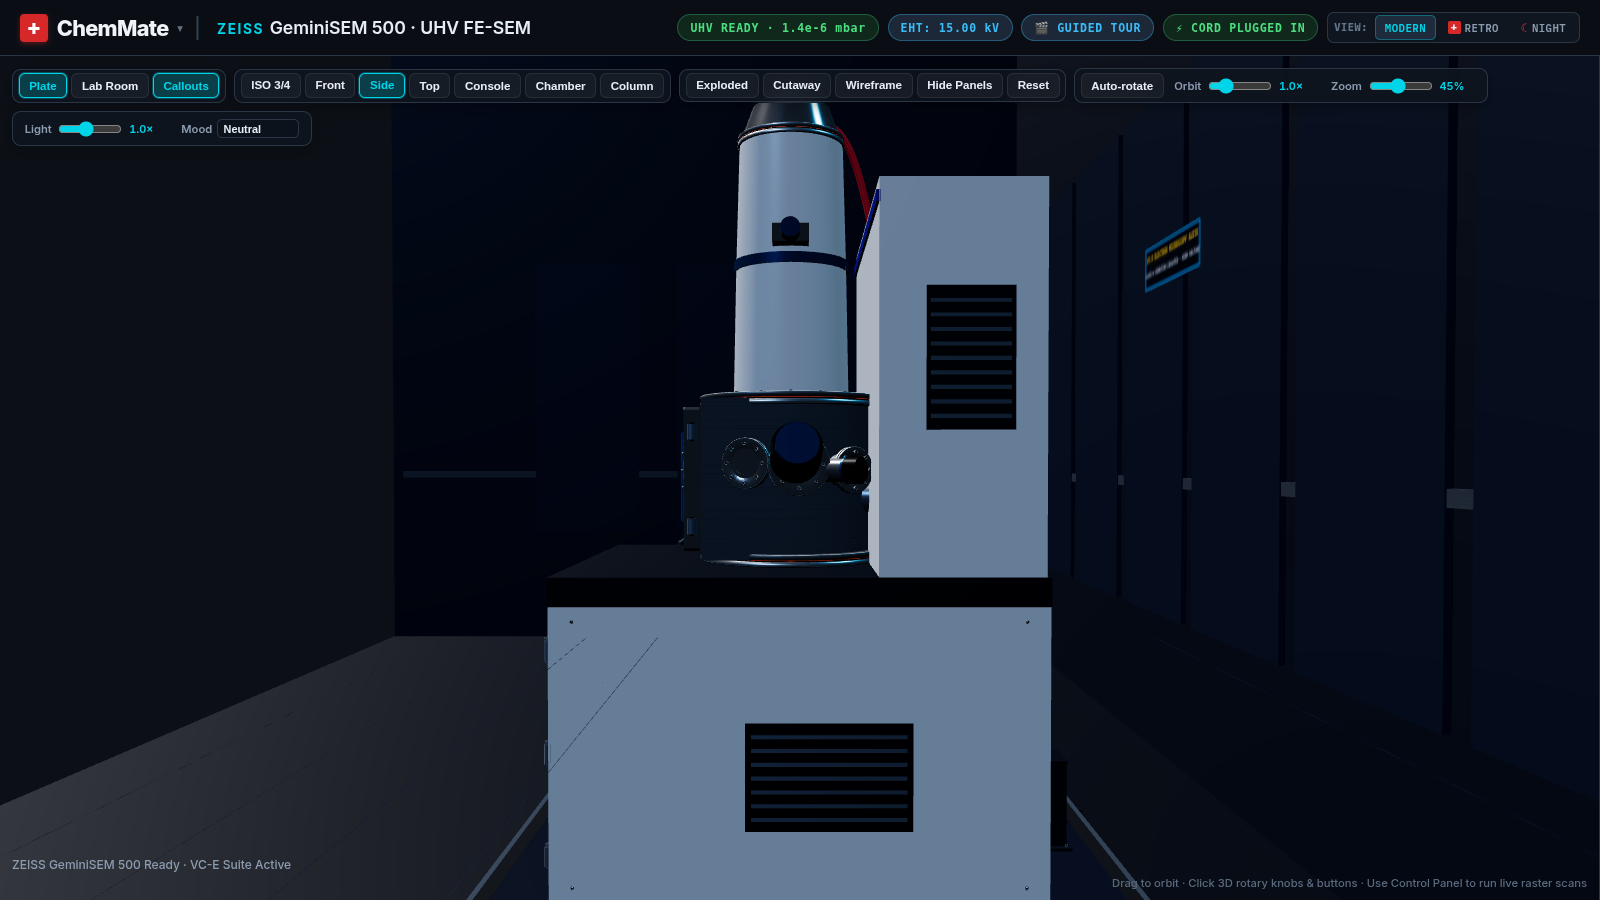 ChemMate ▾ | ZEISS GeminiSEM 500 · UHV FE-SEM
UHV READY · 1.4e-6 mbar
EHT: 15.00 kV
🎬 GUIDED TOUR
⚡ CORD PLUGGED IN
VIEW: MODERN RETRO ☾ NIGHT
Plate Lab Room Callouts
ISO 3/4 Front Side Top Console Chamber Column
Exploded Cutaway Wireframe Hide Panels Reset
Auto-rotate Orbit 1.0× Zoom 45%
Light 1.0× Mood Neutral
ZEISS GeminiSEM 500 Ready · VC-E Suite Active
Drag to orbit · Click 3D rotary knobs & buttons · Use Control Panel to run live raster scans